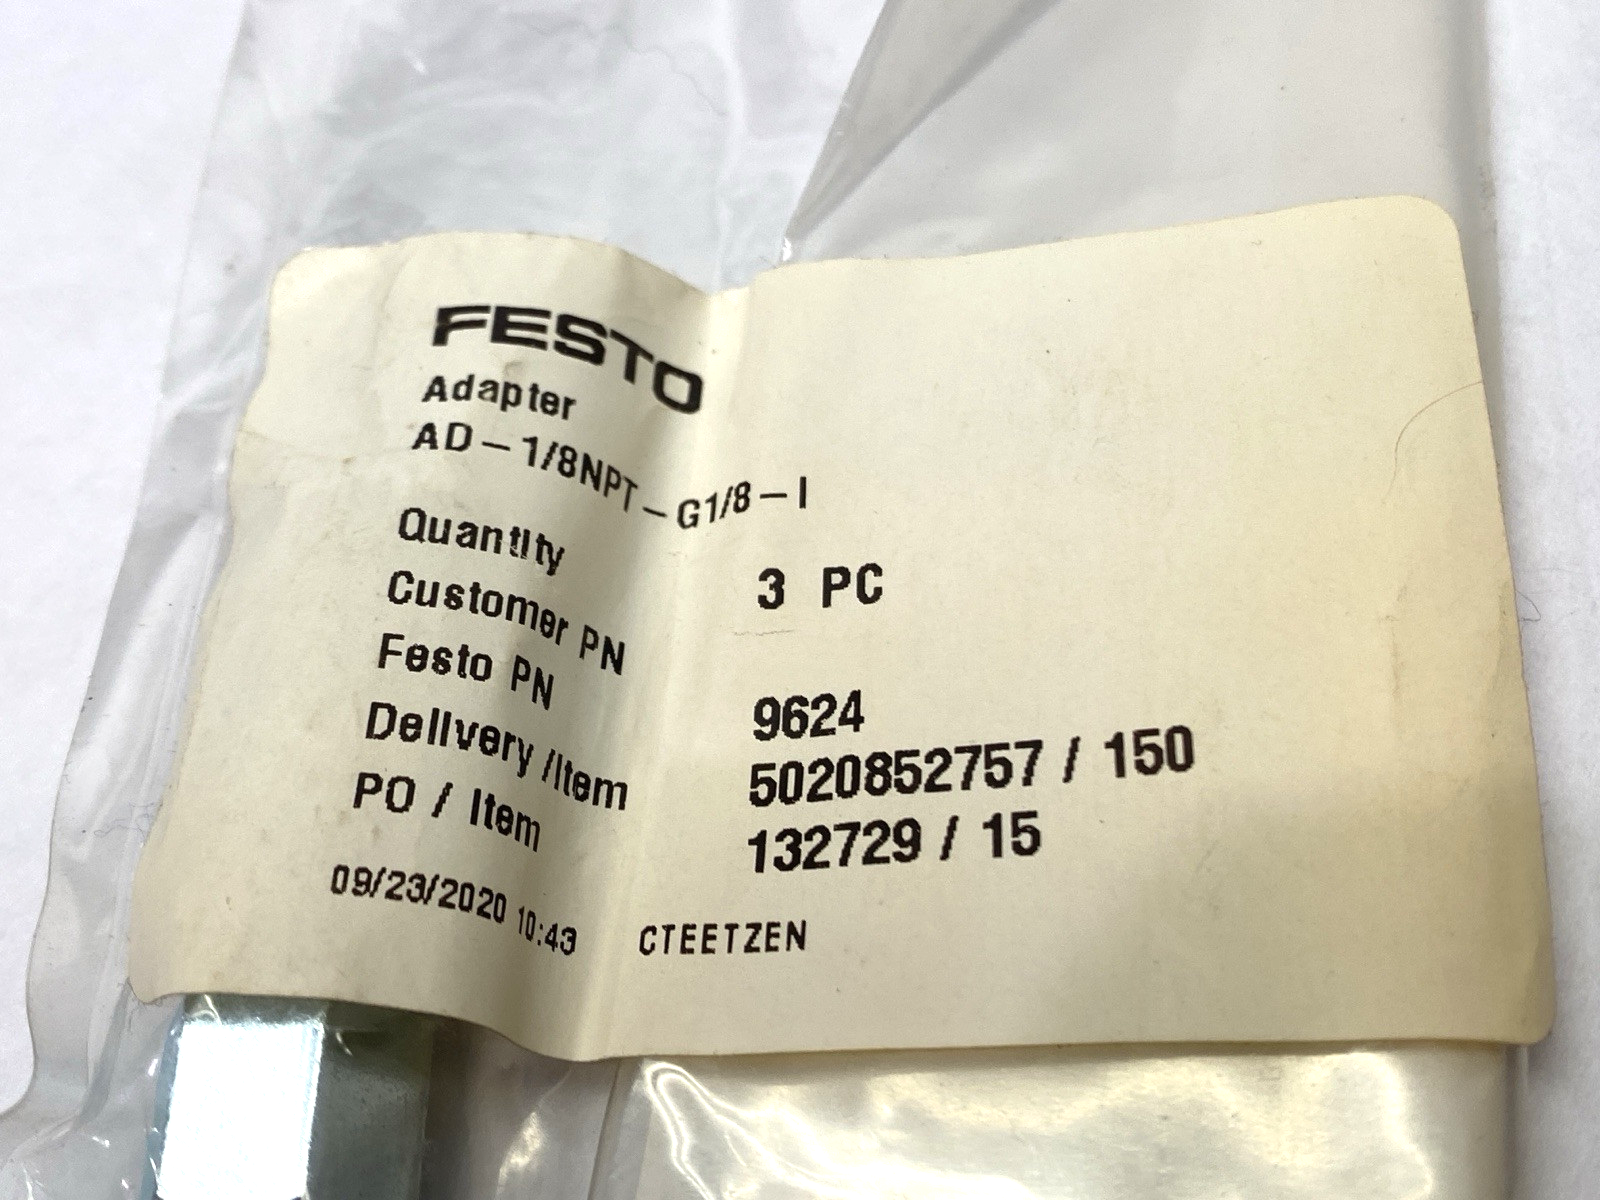 FESTO
Adapter
AD-1/8NPT-G1/8-I
Quantity 3 PC
Customer PN
Festo PN 9624
Delivery /Item 5020852757 / 150
PO / Item 132729 / 15
09/23/2020 10:43 CTEETZEN